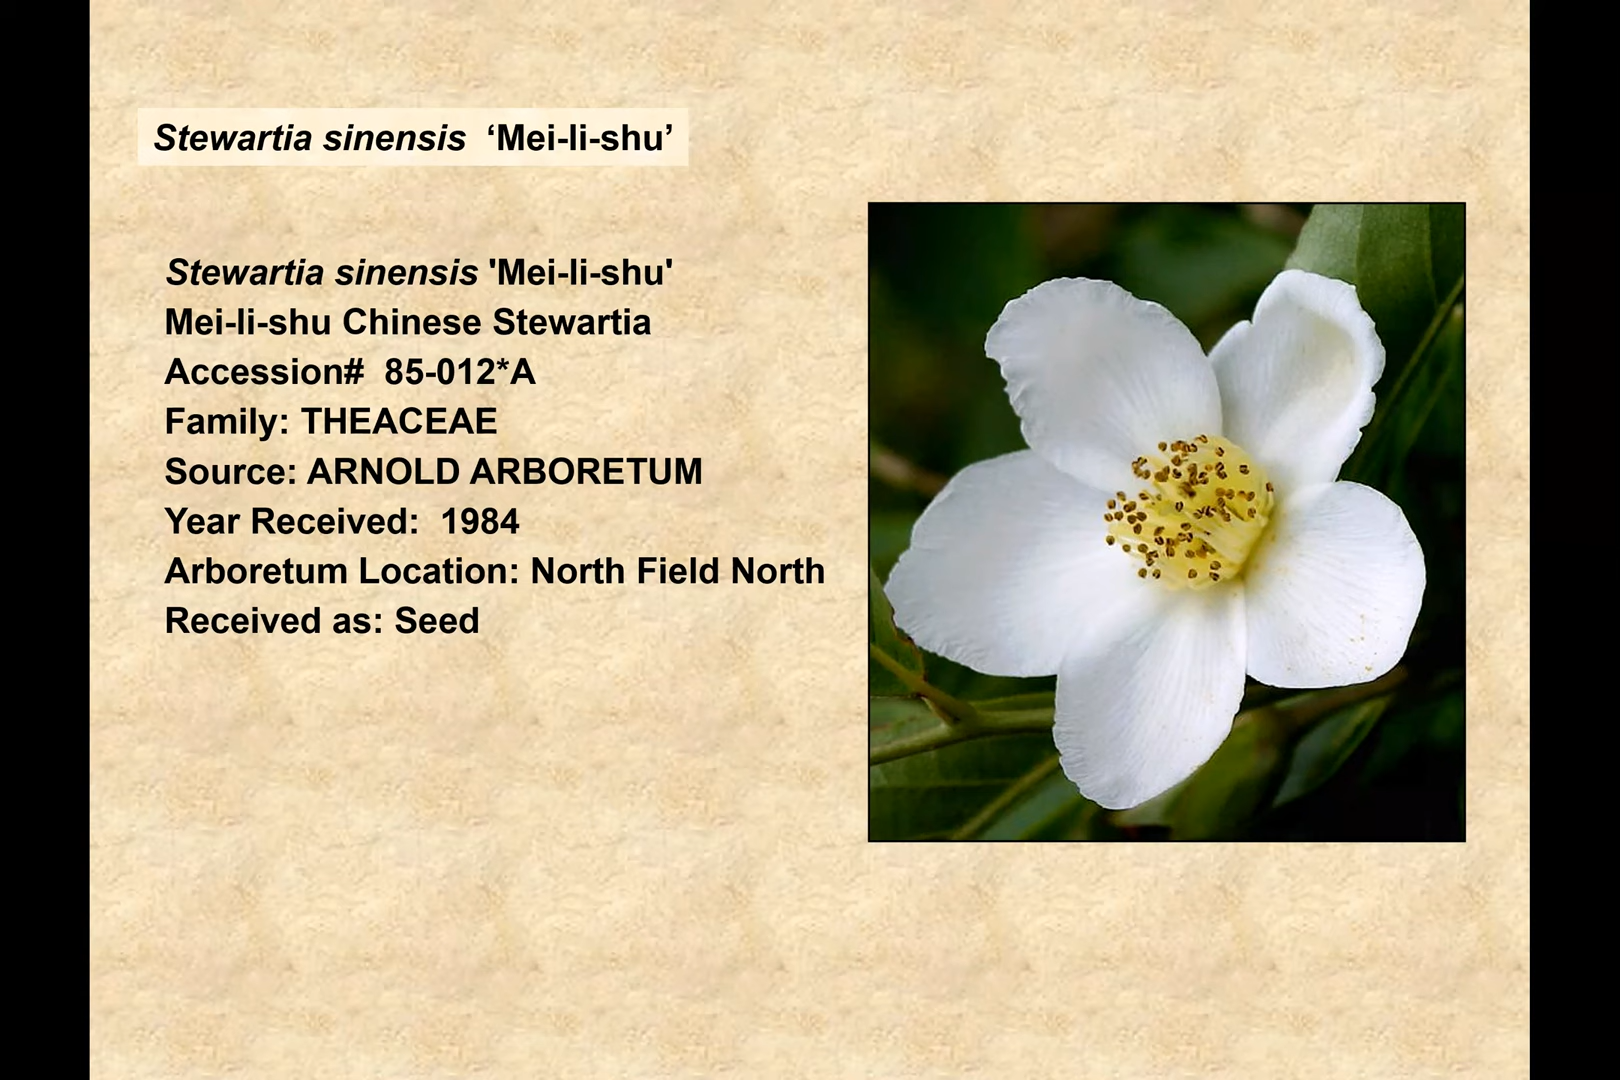 Stewartia sinensis ‘Mei-li-shu’
Stewartia sinensis 'Mei-li-shu'
Mei-li-shu Chinese Stewartia
Accession# 85-012*A
Family: THEACEAE
Source: ARNOLD ARBORETUM
Year Received: 1984
Arboretum Location: North Field North
Received as: Seed